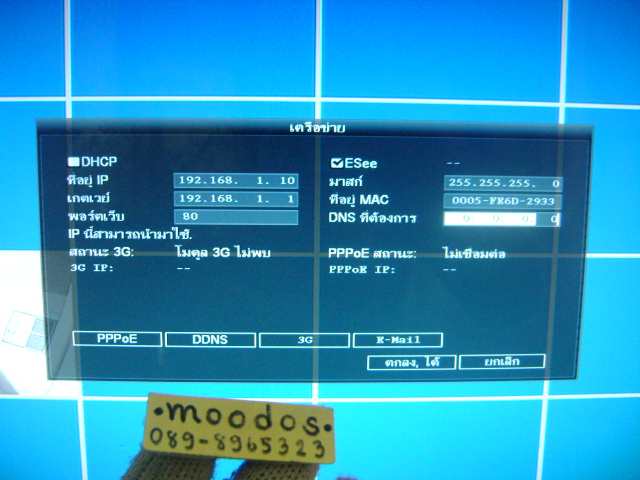 เครือข่าย
DHCP
ESee --
ที่อยู่ IP 192.168. 1. 10
มาสก์ 255.255.255. 0
เกตเวย์ 192.168. 1. 1
ที่อยู่ MAC 0005-FE6D-2933
พอร์ตเว็บ 80
DNS ที่ต้องการ 0. 0. 0. 0
IP นี้สามารถนำมาใช้.
สถานะ 3G: โมดูล 3G ไม่พบ
PPPoE สถานะ: ไม่เชื่อมต่อ
3G IP: --
PPPoE IP: --
PPPoE DDNS 3G E-Mail
ตกลง, ได้ ยกเลิก
•moodos•
089-8965323